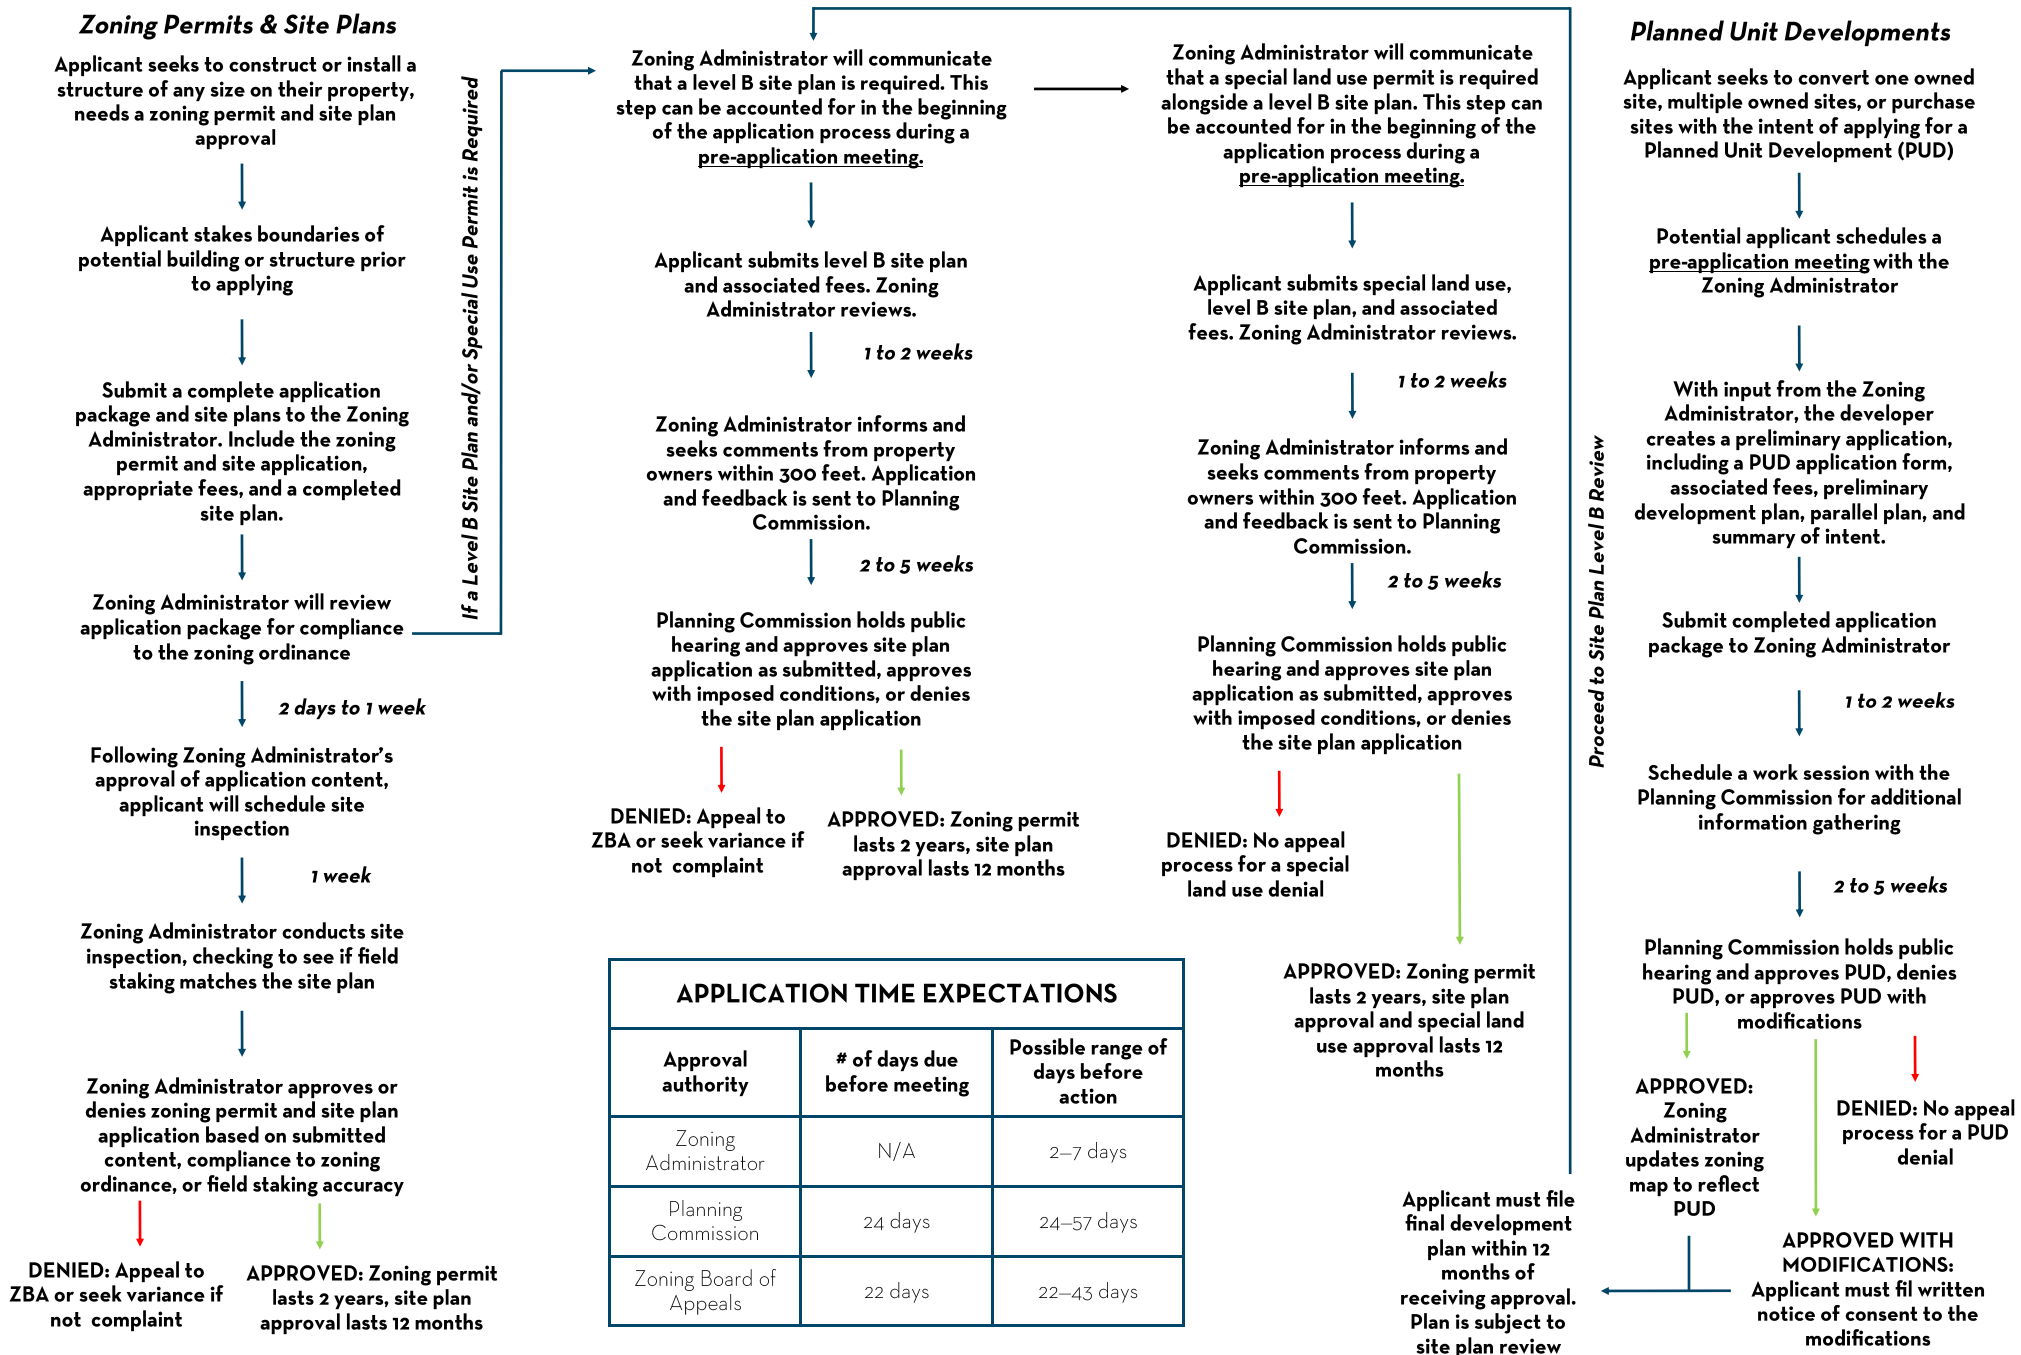 Zoning Permits & Site Plans
Applicant seeks to construct or install a
structure of any size on their property,
needs a zoning permit and site plan
approval
Applicant stakes boundaries of
potential building or structure prior
to applying
Submit a complete application
package and site plans to the Zoning
Administrator. Include the zoning
permit and site application,
appropriate fees, and a completed
site plan.
Zoning Administrator will review
application package for compliance
to the zoning ordinance
2 days to 1 week
Following Zoning Administrator's
approval of application content,
applicant will schedule site
inspection
1 week
Zoning Administrator conducts site
inspection, checking to see if field
staking matches the site plan
Zoning Administrator approves or
denies zoning permit and site plan
application based on submitted
content, compliance to zoning
ordinance, or field staking accuracy
DENIED: Appeal to
ZBA or seek variance if
not complaint
APPROVED: Zoning permit
lasts 2 years, site plan
approval lasts 12 months
If a Level B Site Plan and/or Special Use Permit is Required
Zoning Administrator will communicate
that a level B site plan is required. This
step can be accounted for in the beginning
of the application process during a
pre-application meeting.
Applicant submits level B site plan
and associated fees. Zoning
Administrator reviews.
1 to 2 weeks
Zoning Administrator informs and
seeks comments from property
owners within 300 feet. Application
and feedback is sent to Planning
Commission.
2 to 5 weeks
Planning Commission holds public
hearing and approves site plan
application as submitted, approves
with imposed conditions, or denies
the site plan application
DENIED: Appeal to
ZBA or seek variance if
not complaint
APPROVED: Zoning permit
lasts 2 years, site plan
approval lasts 12 months
Zoning Administrator will communicate
that a special land use permit is required
alongside a level B site plan. This step can
be accounted for in the beginning of the
application process during a
pre-application meeting.
Applicant submits special land use,
level B site plan, and associated
fees. Zoning Administrator reviews.
1 to 2 weeks
Zoning Administrator informs and
seeks comments from property
owners within 300 feet. Application
and feedback is sent to Planning
Commission.
2 to 5 weeks
Planning Commission holds public
hearing and approves site plan
application as submitted, approves
with imposed conditions, or denies
the site plan application
DENIED: No appeal
process for a special
land use denial
APPROVED: Zoning permit
lasts 2 years, site plan
approval and special land
use approval lasts 12
months
APPLICATION TIME EXPECTATIONS
Approval
authority
# of days due
before meeting
Possible range of
days before
action
Zoning
Administrator
N/A
2–7 days
Planning
Commission
24 days
24–57 days
Zoning Board of
Appeals
22 days
22–43 days
Proceed to Site Plan Level B Review
Planned Unit Developments
Applicant seeks to convert one owned
site, multiple owned sites, or purchase
sites with the intent of applying for a
Planned Unit Development (PUD)
Potential applicant schedules a
pre-application meeting with the
Zoning Administrator
With input from the Zoning
Administrator, the developer
creates a preliminary application,
including a PUD application form,
associated fees, preliminary
development plan, parallel plan, and
summary of intent.
Submit completed application
package to Zoning Administrator
1 to 2 weeks
Schedule a work session with the
Planning Commission for additional
information gathering
2 to 5 weeks
Planning Commission holds public
hearing and approves PUD, denies
PUD, or approves PUD with
modifications
APPROVED:
Zoning
Administrator
updates zoning
map to reflect
PUD
DENIED: No appeal
process for a PUD
denial
APPROVED WITH
MODIFICATIONS:
Applicant must fil written
notice of consent to the
modifications
Applicant must file
final development
plan within 12
months of
receiving approval.
Plan is subject to
site plan review